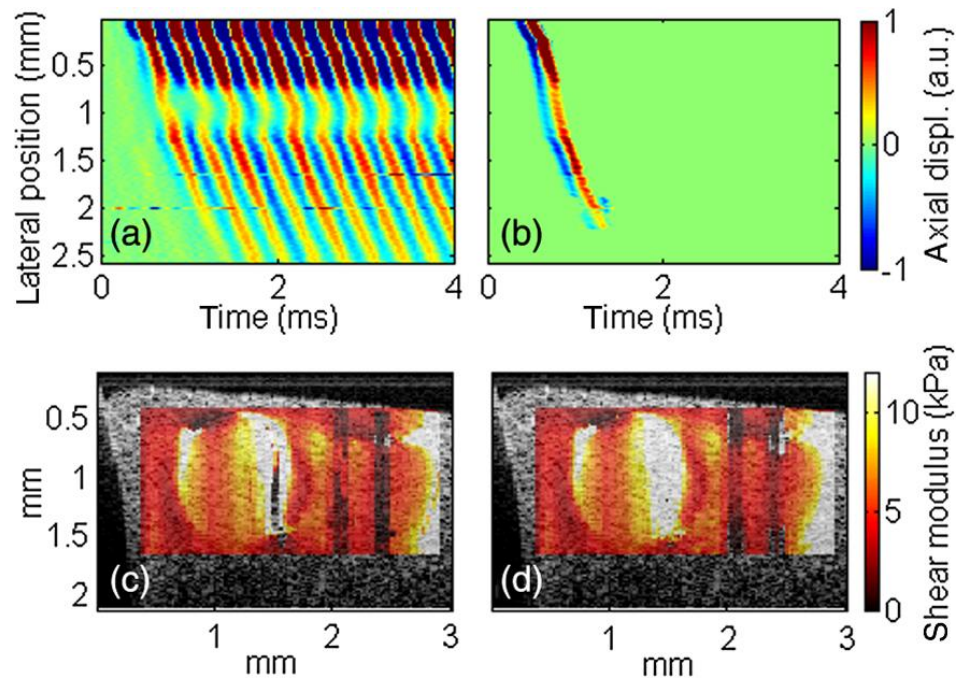 Lateral position (mm)
0.5
1
1.5
2
2.5
(a)
0
2
4
Time (ms)
(b)
0
2
4
Time (ms)
1
0
-1
Axial displ. (a.u.)
mm
0.5
1
1.5
2
(c)
1
2
3
mm
(d)
1
2
3
mm
10
5
0
Shear modulus (kPa)